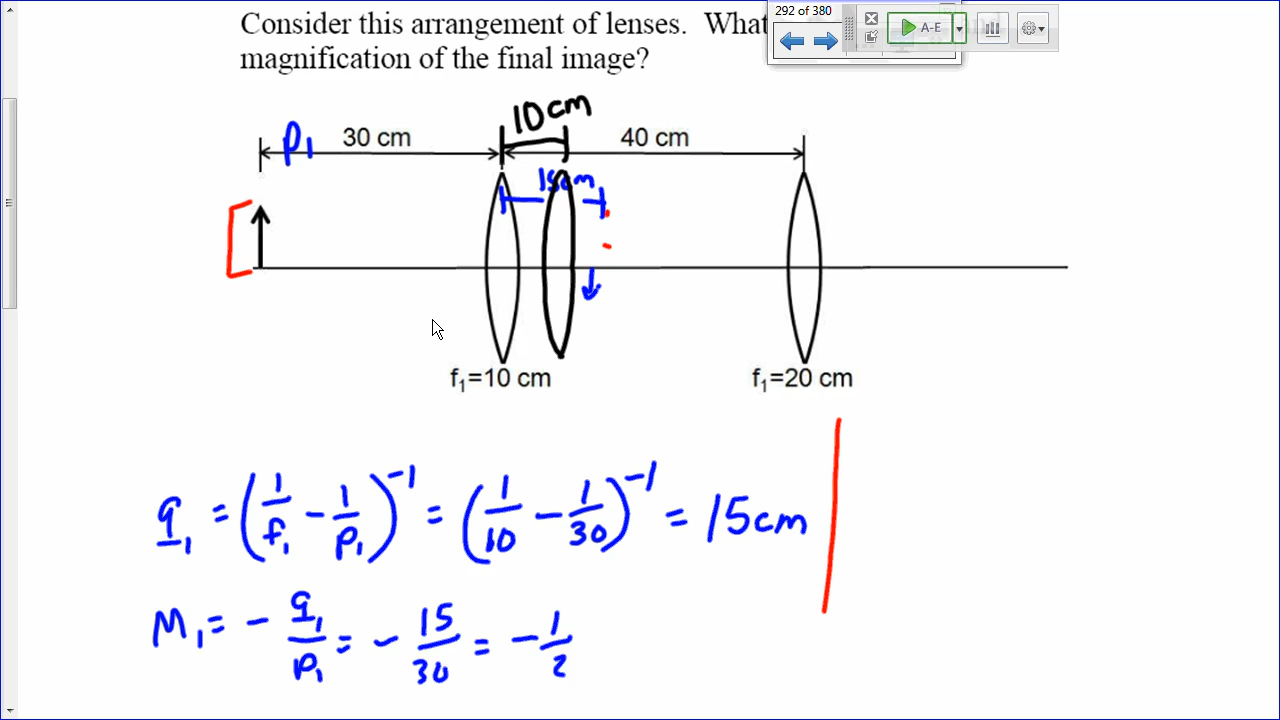 292 of 380
A-E
Consider this arrangement of lenses. What
magnification of the final image?
10cm
P1
30 cm
40 cm
15cm
f1=10 cm
f1=20 cm
q1 = (1/f1 - 1/P1)^-1 = (1/10 - 1/30)^-1 = 15cm
M1 = - q1/P1 = - 15/30 = - 1/2